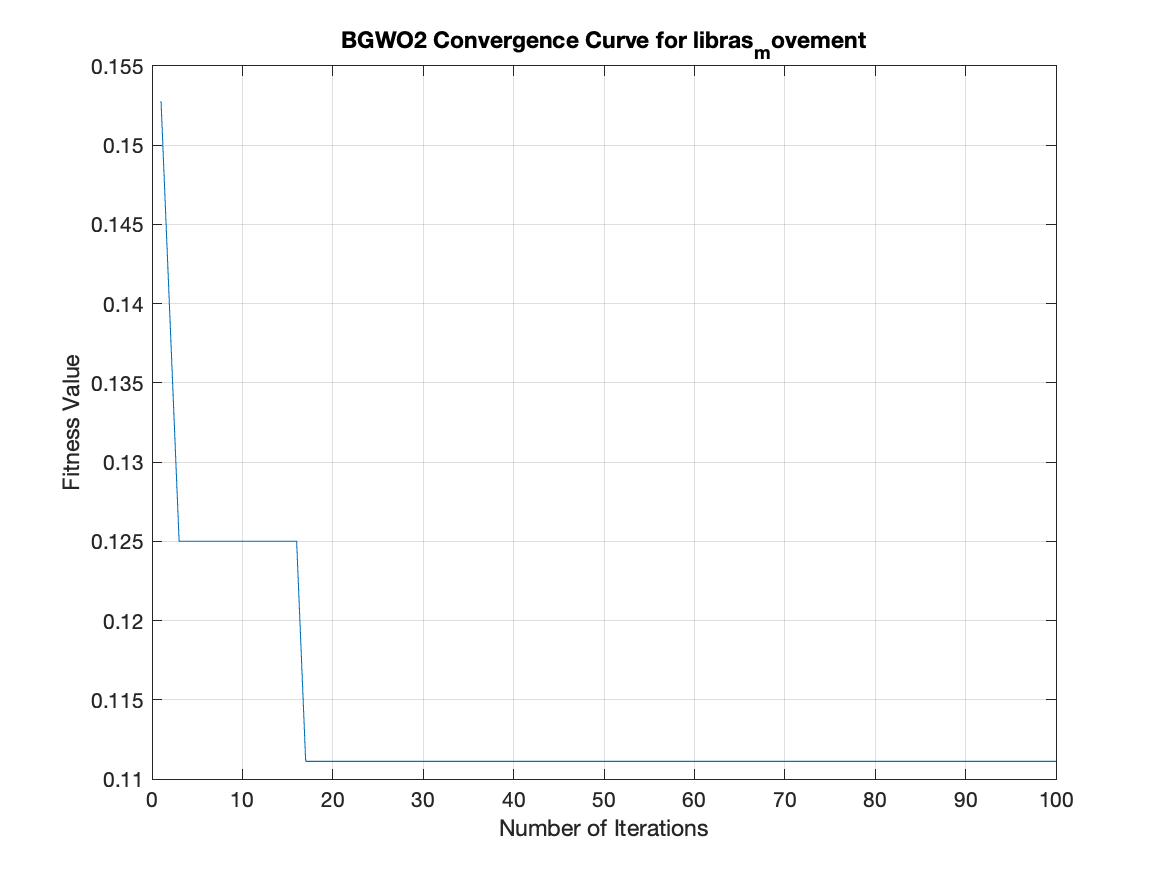 BGWO2 Convergence Curve for libras_movement
0.155
0.15
0.145
0.14
0.135
0.13
0.125
0.12
0.115
0.11
Fitness Value
0 10 20 30 40 50 60 70 80 90 100
Number of Iterations